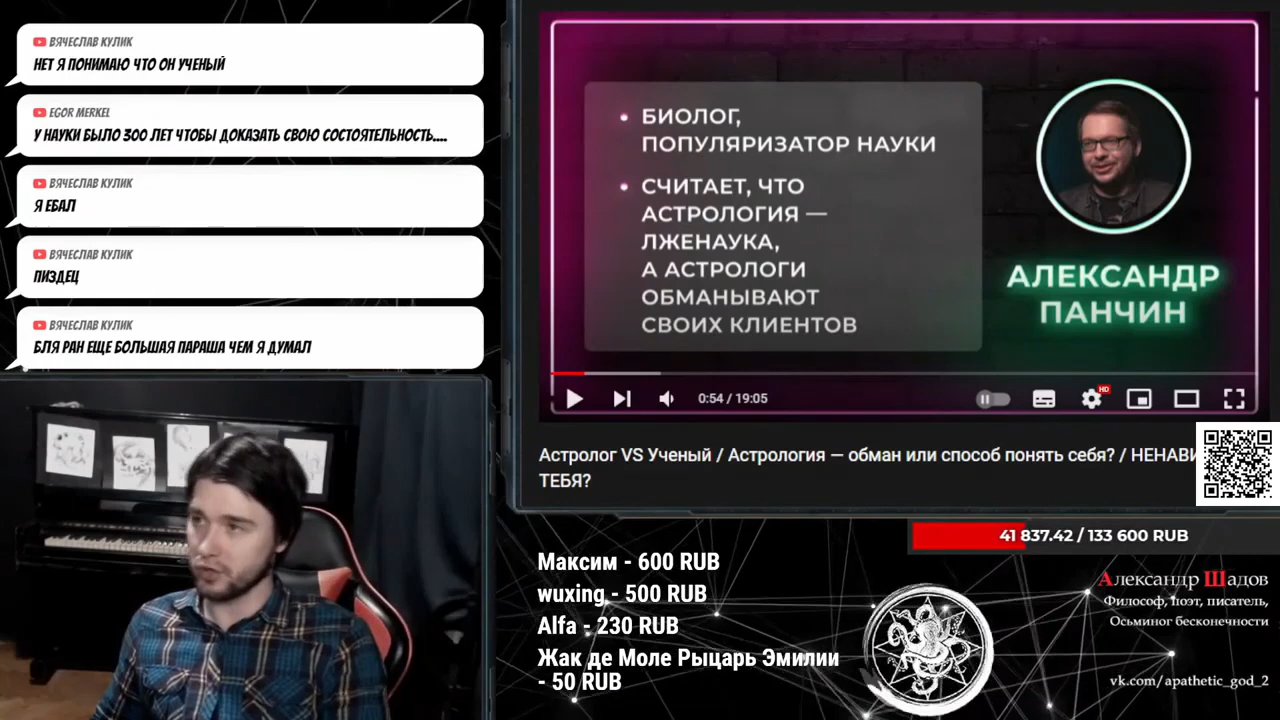 ВЯЧЕСЛАВ КУЛИК
НЕТ Я ПОНИМАЮ ЧТО ОН УЧЕНЫЙ
EGOR MERKEL
У НАУКИ БЫЛО 300 ЛЕТ ЧТОБЫ ДОКАЗАТЬ СВОЮ СОСТОЯТЕЛЬНОСТЬ....
ВЯЧЕСЛАВ КУЛИК
Я ЕБАЛ
ВЯЧЕСЛАВ КУЛИК
ПИЗДЕЦ
ВЯЧЕСЛАВ КУЛИК
БЛЯ РАН ЕЩЕ БОЛЬШАЯ ПАРАША ЧЕМ Я ДУМАЛ
• БИОЛОГ,
ПОПУЛЯРИЗАТОР НАУКИ
• СЧИТАЕТ, ЧТО
АСТРОЛОГИЯ —
ЛЖЕНАУКА,
А АСТРОЛОГИ
ОБМАНЫВАЮТ
СВОИХ КЛИЕНТОВ
АЛЕКСАНДР
ПАНЧИН
0:54 / 19:05
HD
Астролог VS Ученый / Астрология — обман или способ понять себя? / НЕНАВИ
ТЕБЯ?
41 837.42 / 133 600 RUB
Максим - 600 RUB
wuxing - 500 RUB
Alfa - 230 RUB
Жак де Моле Рыцарь Эмилии
- 50 RUB
Александр Шадов
Философ, поэт, писатель,
Осьминог бесконечности
vk.com/apathetic_god_2